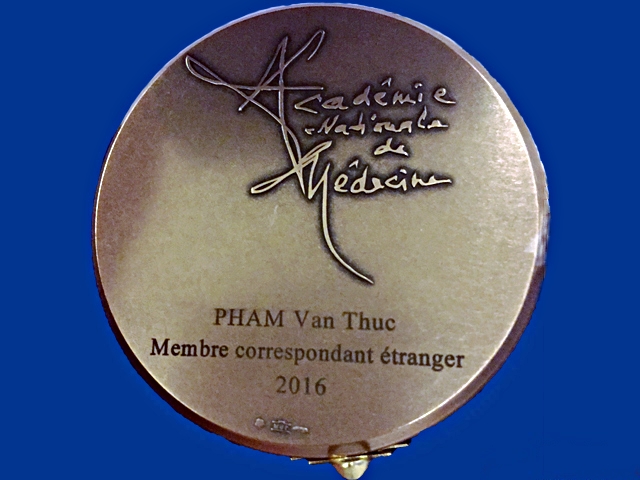 Académie
Nationale
de
Médecine
PHAM Van Thuc
Membre correspondant étranger
2016